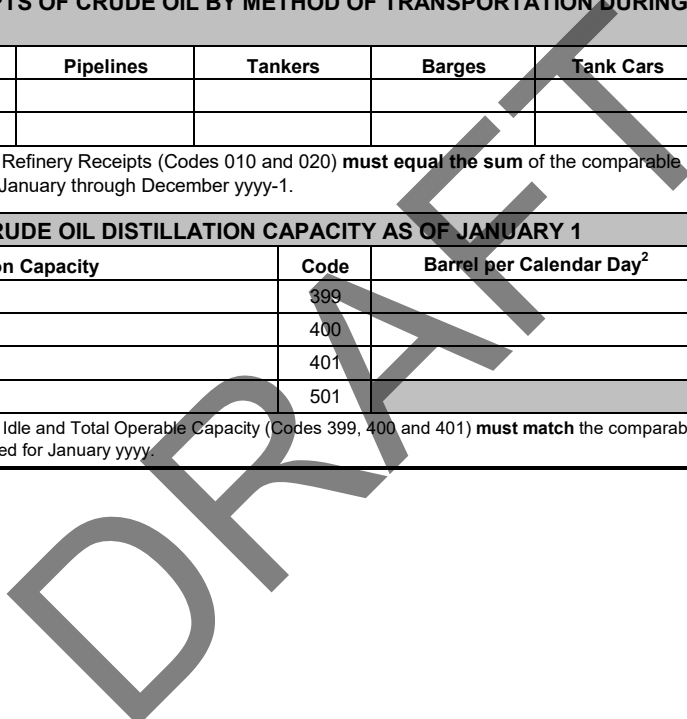 TS OF CRUDE OIL BY METHOD OF TRANSPORTATION DURING
Pipelines Tankers Barges Tank Cars
Refinery Receipts (Codes 010 and 020) must equal the sum of the comparable
January through December yyyy-1.
RUDE OIL DISTILLATION CAPACITY AS OF JANUARY 1
n Capacity Code Barrel per Calendar Day2
399
400
401
501
Idle and Total Operable Capacity (Codes 399, 400 and 401) must match the comparab
ed for January yyyy.
DRAFT